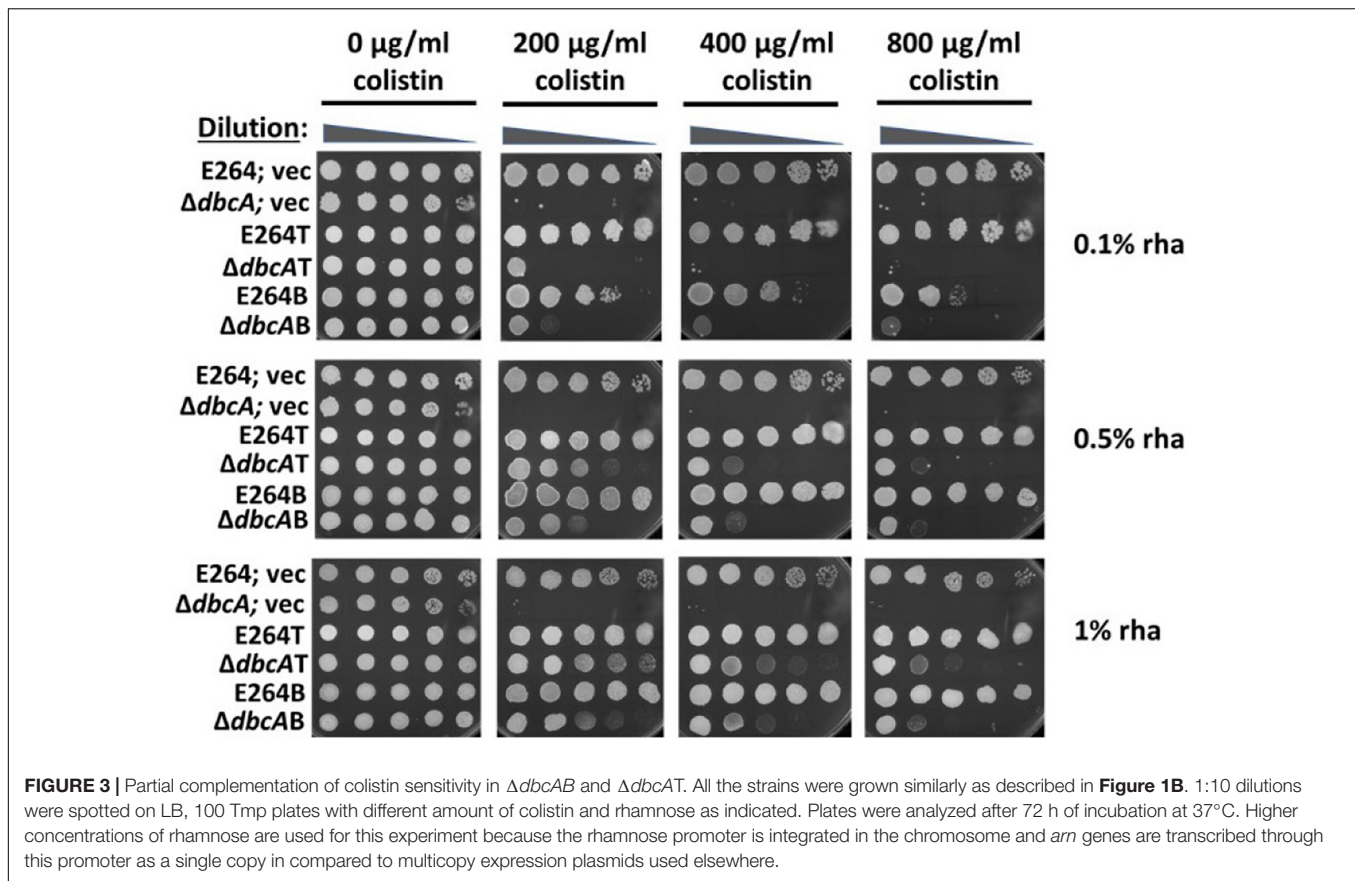 0 µg/ml 200 µg/ml 400 µg/ml 800 µg/ml
colistin colistin colistin colistin
Dilution:
E264; vec
ΔdbcA; vec
E264T
ΔdbcAT
E264B
ΔdbcAB
0.1% rha
E264; vec
ΔdbcA; vec
E264T
ΔdbcAT
E264B
ΔdbcAB
0.5% rha
E264; vec
ΔdbcA; vec
E264T
ΔdbcAT
E264B
ΔdbcAB
1% rha
FIGURE 3 | Partial complementation of colistin sensitivity in ΔdbcAB and ΔdbcAT. All the strains were grown similarly as described in Figure 1B. 1:10 dilutions
were spotted on LB, 100 Tmp plates with different amount of colistin and rhamnose as indicated. Plates were analyzed after 72 h of incubation at 37°C. Higher
concentrations of rhamnose are used for this experiment because the rhamnose promoter is integrated in the chromosome and arn genes are transcribed through
this promoter as a single copy in compared to multicopy expression plasmids used elsewhere.